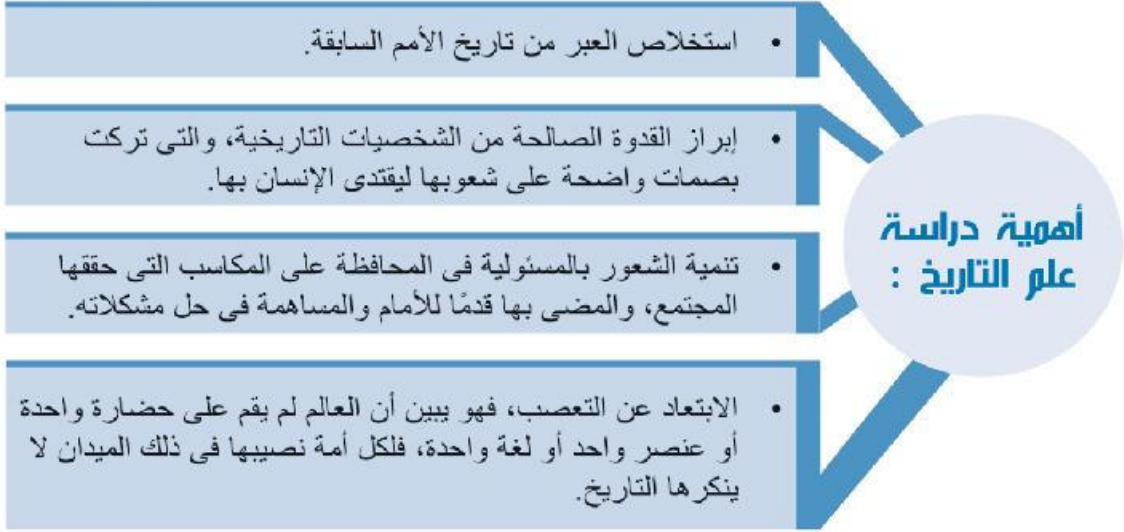 أهمية دراسة
علم التاريخ :
• استخلاص العبر من تاريخ الأمم السابقة.
• إبراز القدوة الصالحة من الشخصيات التاريخية، والتى تركت
بصمات واضحة على شعوبها ليقتدى الإنسان بها.
• تنمية الشعور بالمسئولية فى المحافظة على المكاسب التى حققها
المجتمع، والمضى بها قدمًا للأمام والمساهمة فى حل مشكلاته.
• الابتعاد عن التعصب، فهو يبين أن العالم لم يقم على حضارة واحدة
أو عنصر واحد أو لغة واحدة، فلكل أمة نصيبها فى ذلك الميدان لا
ينكرها التاريخ.